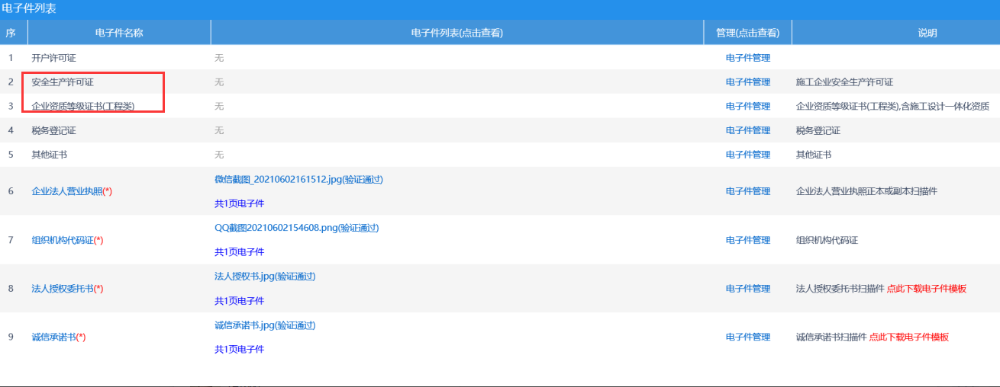 电子件列表
序 电子件名称 电子件列表(点击查看) 管理(点击查看) 说明
1 开户许可证 无 电子件管理
2 安全生产许可证 无 电子件管理 施工企业安全生产许可证
3 企业资质等级证书(工程类) 无 电子件管理 企业资质等级证书(工程类),含施工设计一体化资质
4 税务登记证 无 电子件管理 税务登记证
5 其他证书 无 电子件管理 其他证书
微信截图_20210602161512.jpg(验证通过)
6 企业法人营业执照(*) 电子件管理 企业法人营业执照正本或副本扫描件
共1页电子件
QQ截图20210602154608.png(验证通过)
7 组织机构代码证(*) 电子件管理 组织机构代码证
共1页电子件
法人授权书.jpg(验证通过)
8 法人授权委托书(*) 电子件管理 法人授权委托书扫描件 点此下载电子件模板
共1页电子件
诚信承诺书.jpg(验证通过)
9 诚信承诺书(*) 电子件管理 诚信承诺书扫描件 点此下载电子件模板
共1页电子件